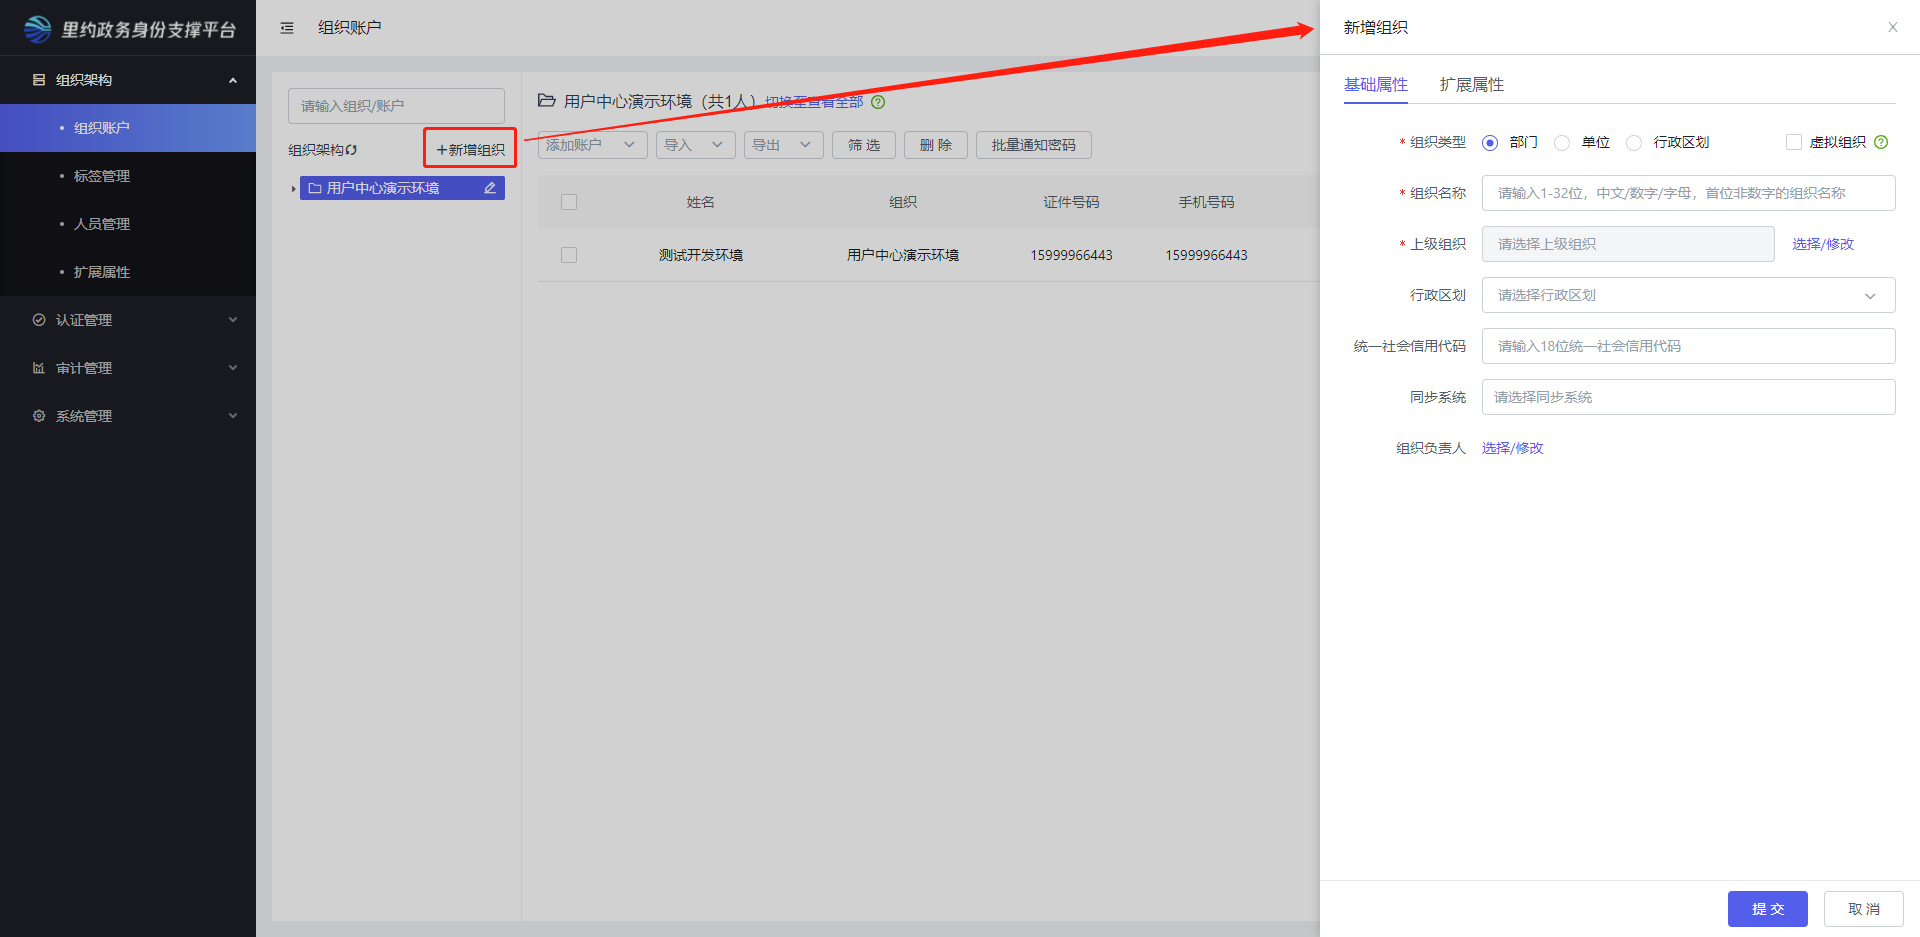 里约政务身份支撑平台
组织架构
组织账户
标签管理
人员管理
扩展属性
认证管理
审计管理
系统管理
组织账户
请输入组织/账户
组织架构
+新增组织
用户中心演示环境
用户中心演示环境（共1人） 切换至查看全部
添加账户 导入 导出 筛选 删除 批量通知密码
姓名 组织 证件号码 手机号码
测试开发环境 用户中心演示环境 15999966443 15999966443
新增组织
基础属性 扩展属性
* 组织类型 部门 单位 行政区划 虚拟组织
* 组织名称 请输入1-32位，中文/数字/字母，首位非数字的组织名称
* 上级组织 请选择上级组织 选择/修改
行政区划 请选择行政区划
统一社会信用代码 请输入18位统一社会信用代码
同步系统 请选择同步系统
组织负责人 选择/修改
提交 取消